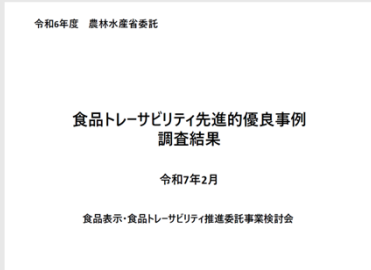 令和6年度　農林水産省委託
食品トレーサビリティ先進的優良事例
調査結果
令和7年2月
食品表示・食品トレーサビリティ推進委託事業検討会